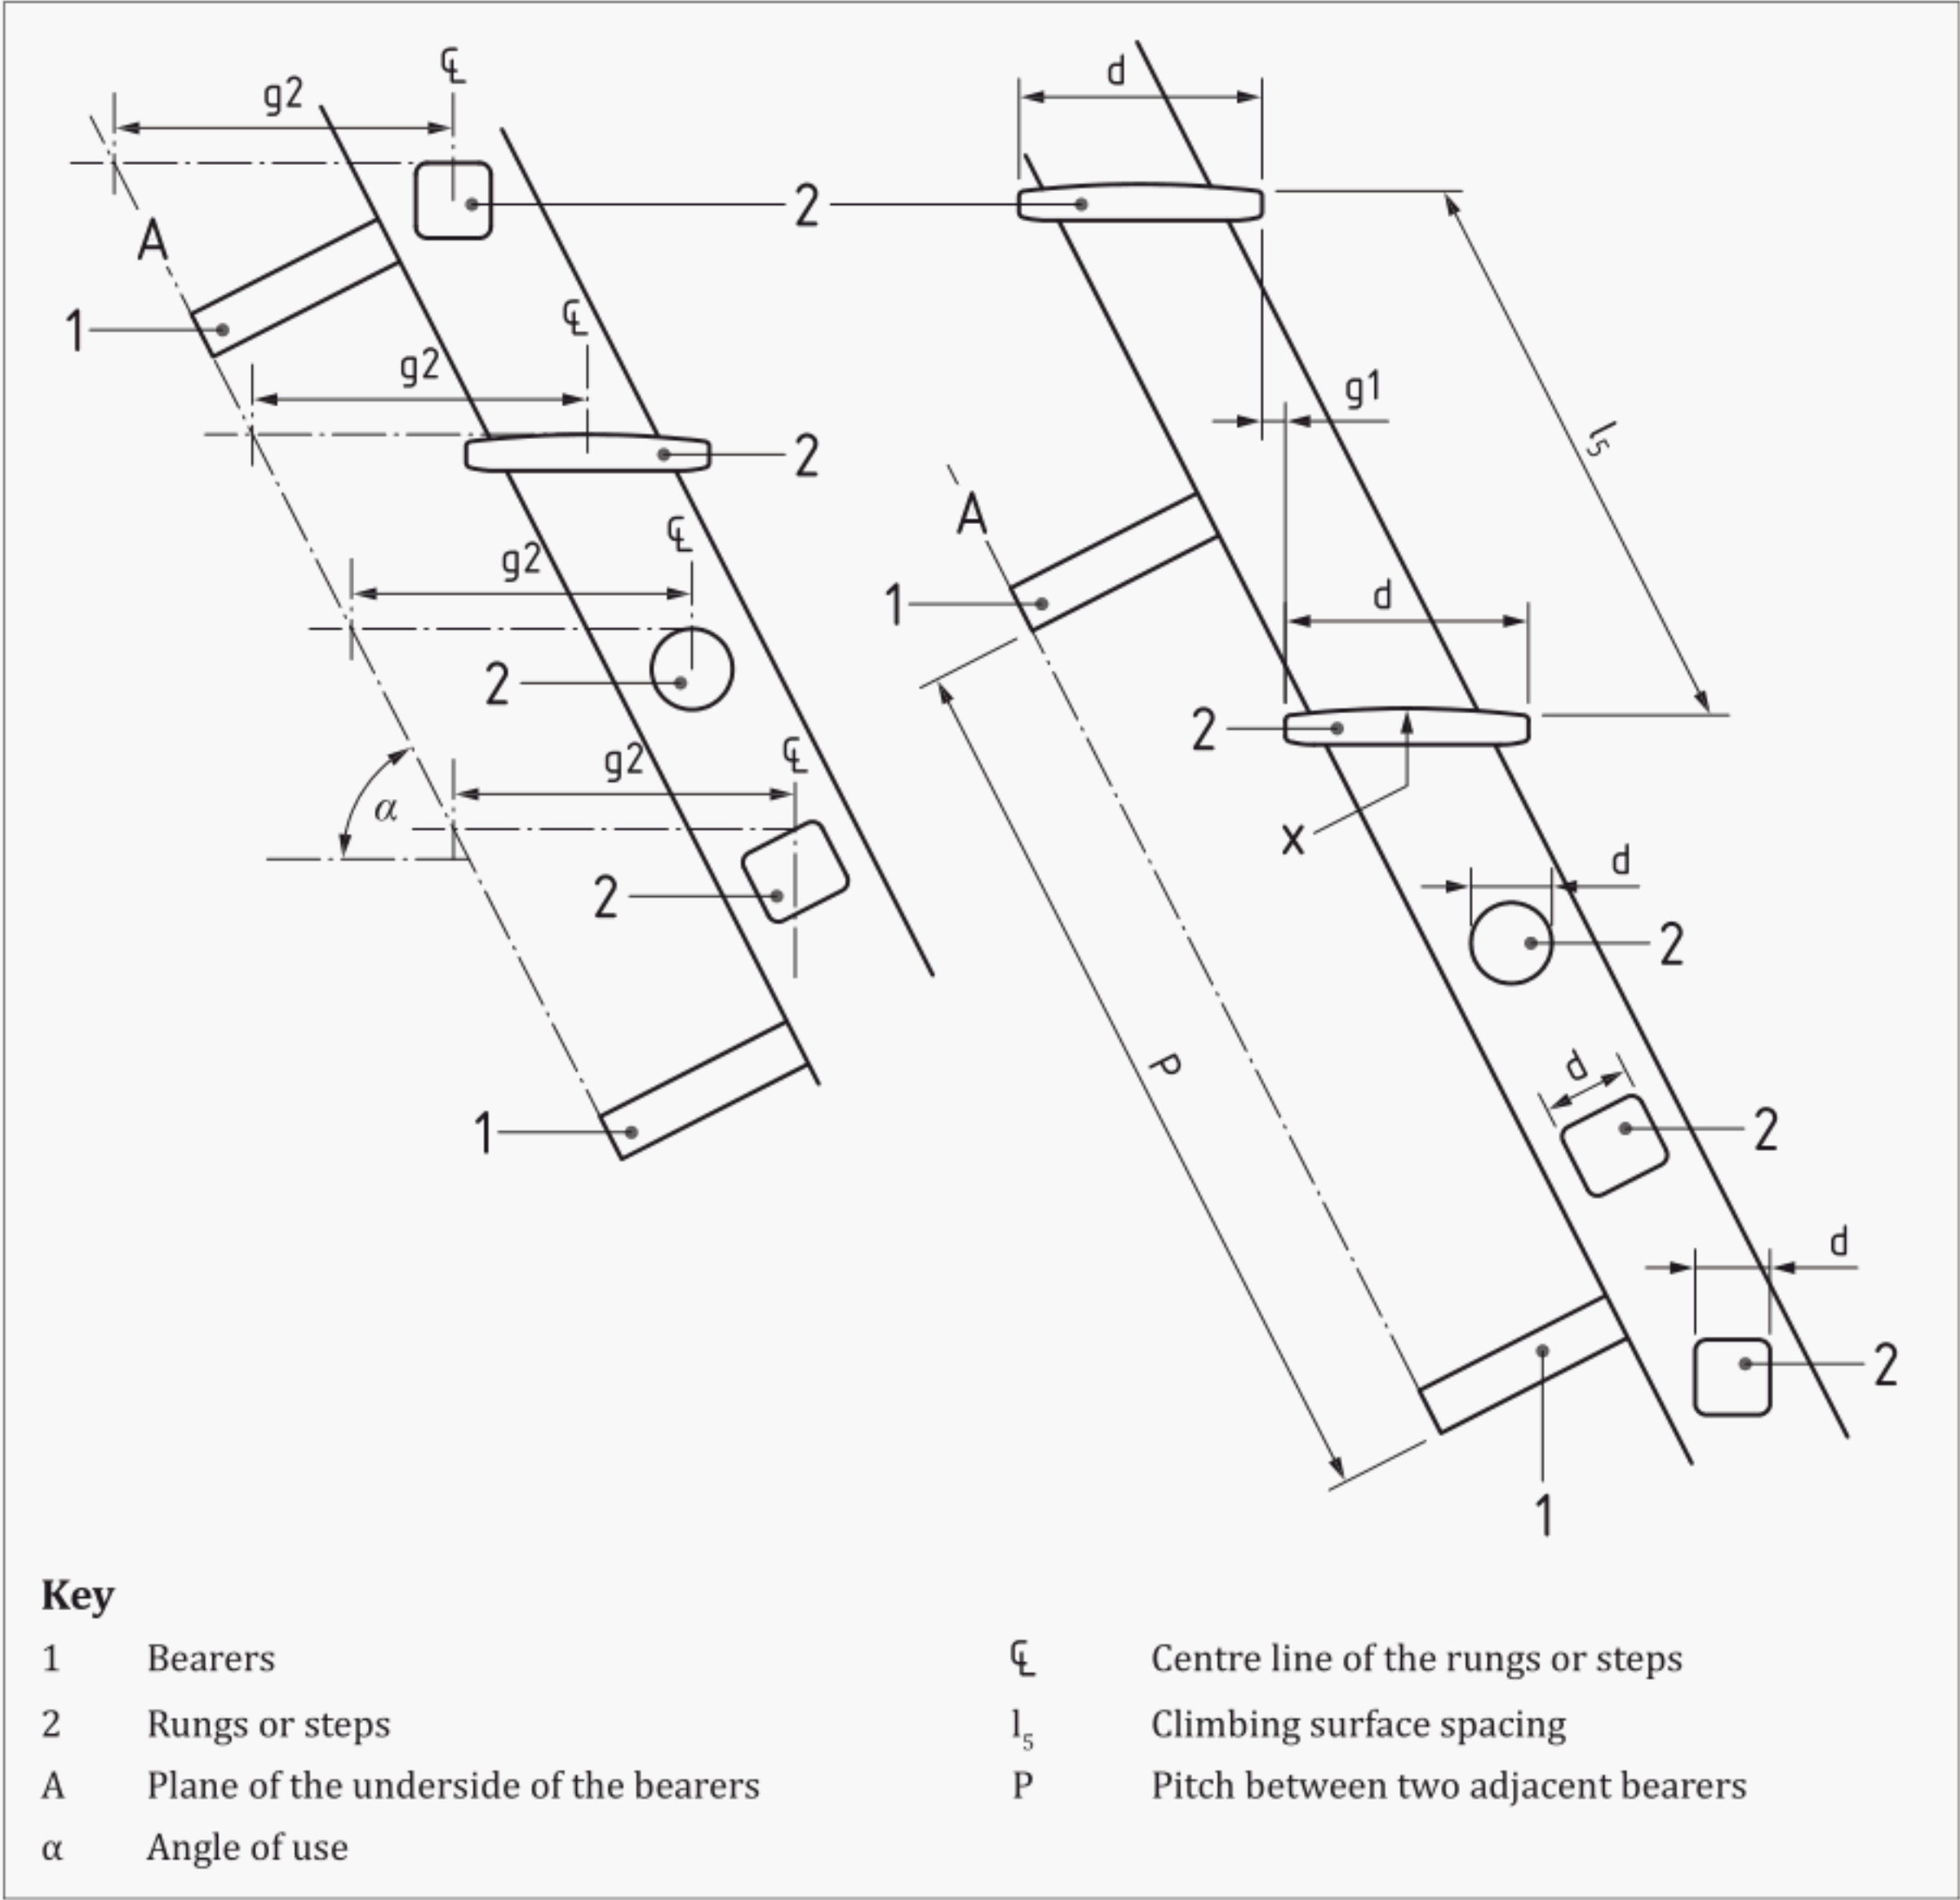 ℄
g2
d
2
A
1
℄
g2
g1
l5
2
A
℄
g2
d
1
2
2
℄
g2
α
X
d
2
2
d
P
2
1
d
2
1
Key
1 Bearers
2 Rungs or steps
A Plane of the underside of the bearers
α Angle of use
℄ Centre line of the rungs or steps
l5 Climbing surface spacing
P Pitch between two adjacent bearers